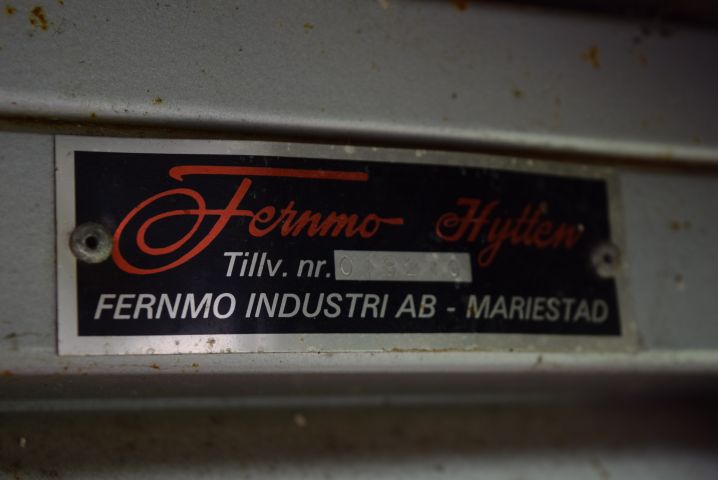 Fernmo Hytten
Tillv. nr.
FERNMO INDUSTRI AB - MARIESTAD